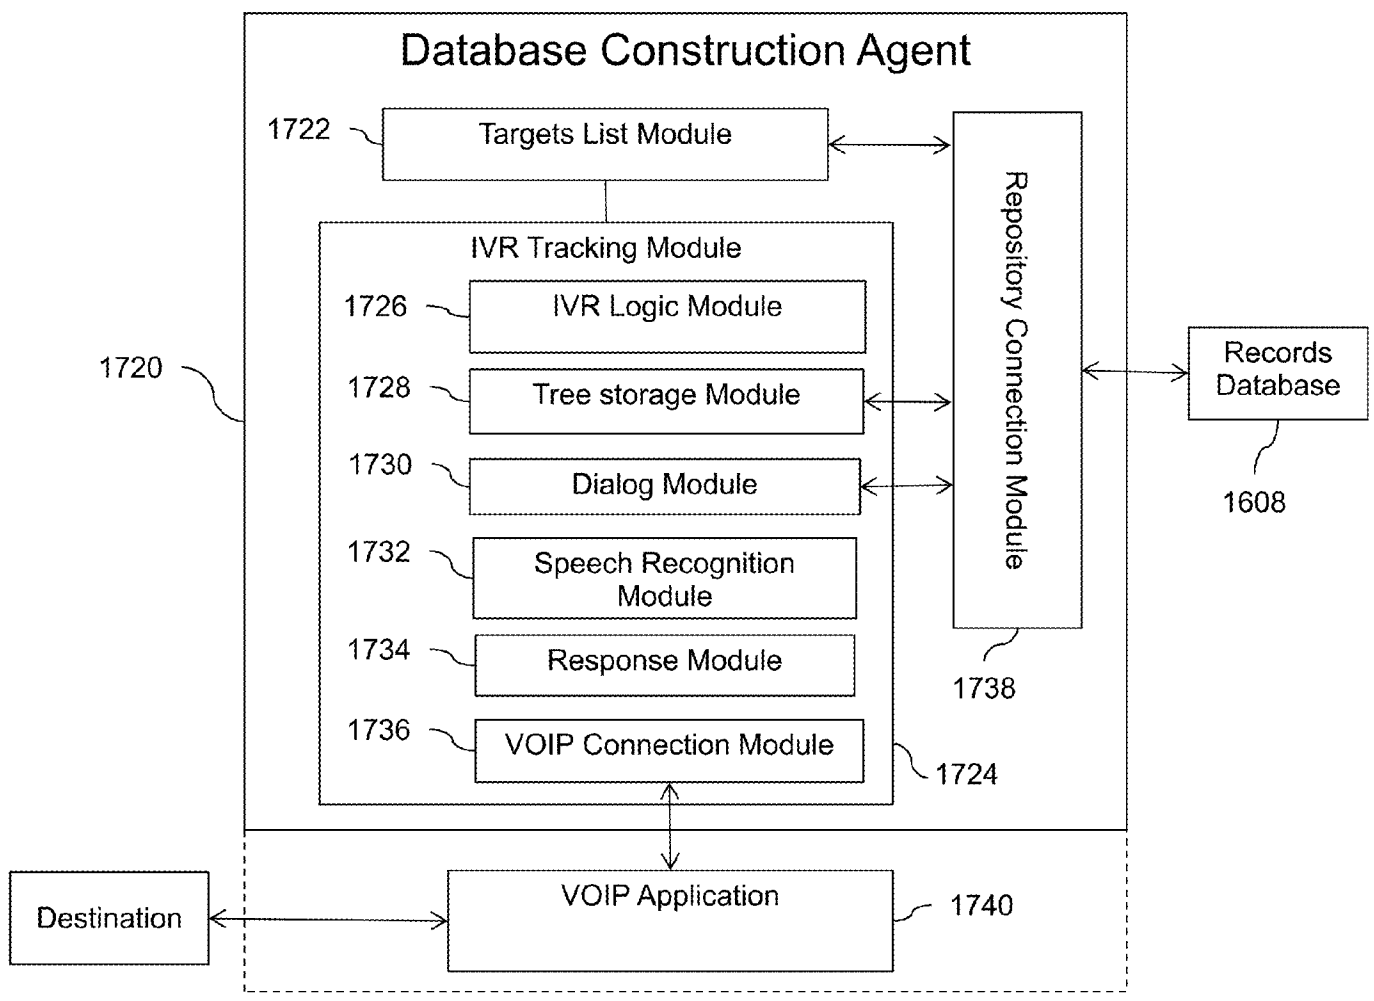 Database Construction Agent
1722
Targets List Module
IVR Tracking Module
1726
IVR Logic Module
1720
1728
Tree storage Module
1730
Dialog Module
1732
Speech Recognition
Module
1734
Response Module
1736
VOIP Connection Module
1724
Repository Connection Module
1738
Records
Database
1608
Destination
VOIP Application
1740